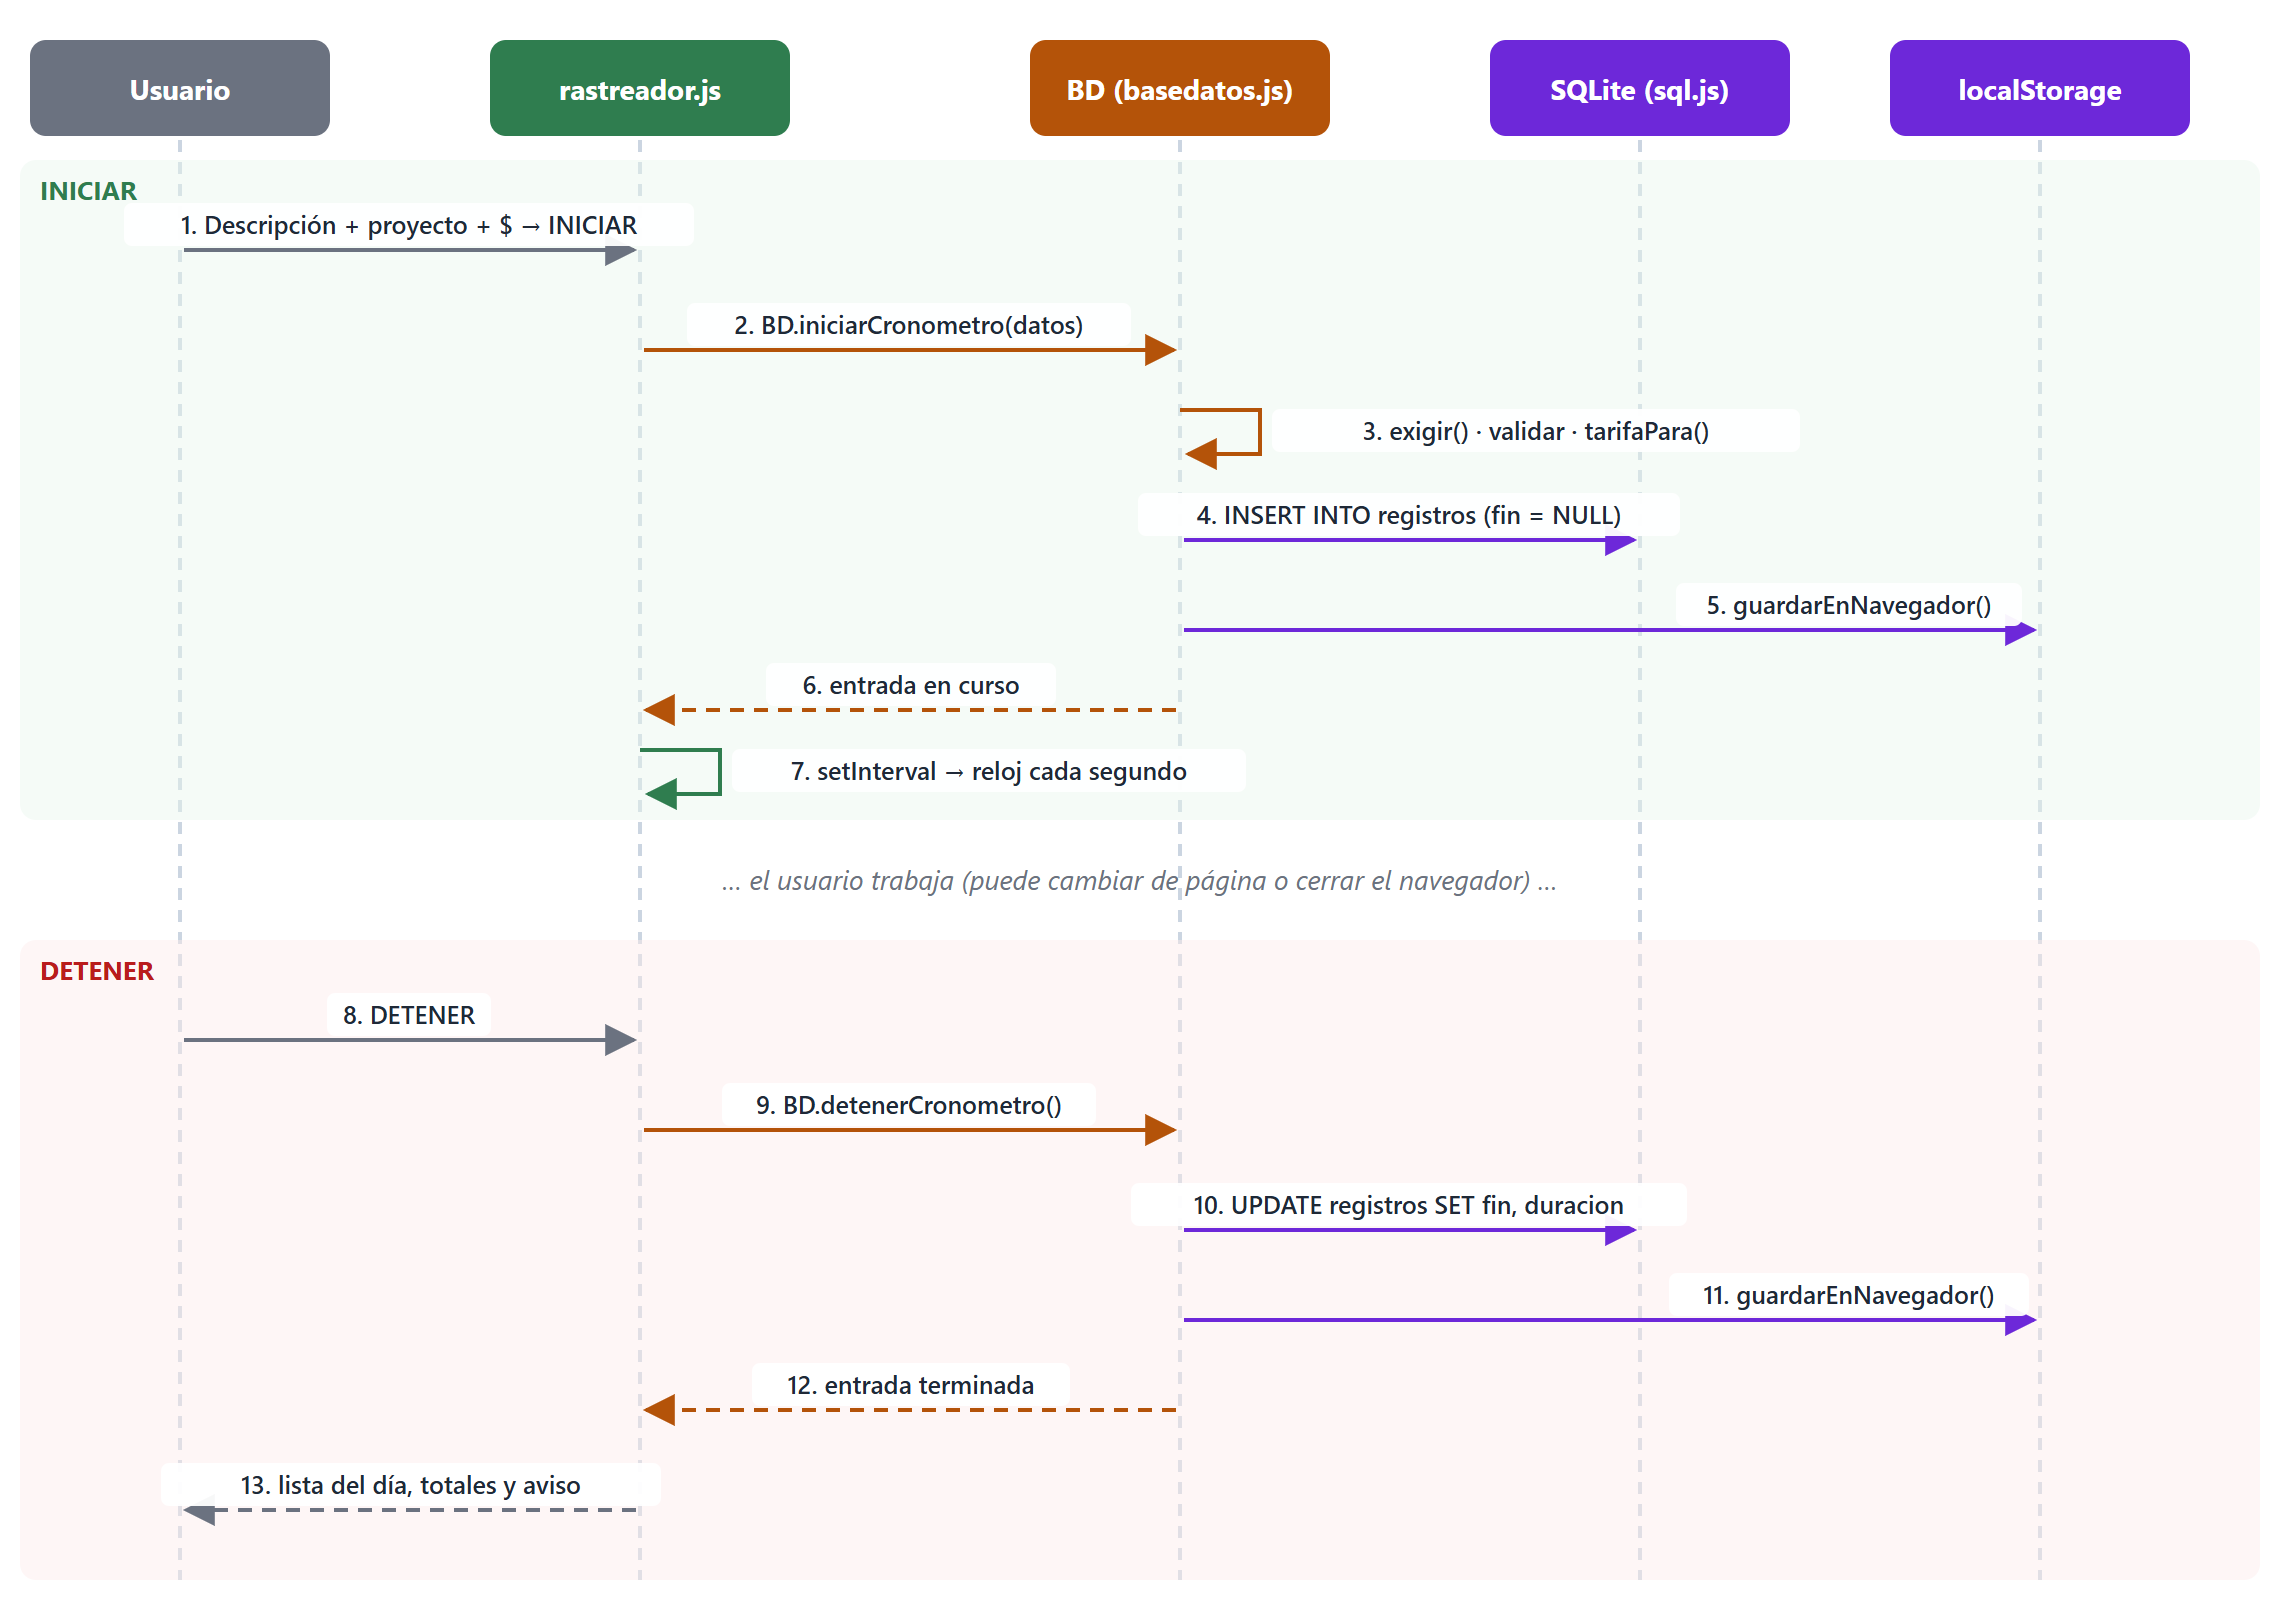 Usuario
rastreador.js
BD (basedatos.js)
SQLite (sql.js)
localStorage
INICIAR
1. Descripción + proyecto + $ → INICIAR
2. BD.iniciarCronometro(datos)
3. exigir() · validar · tarifaPara()
4. INSERT INTO registros (fin = NULL)
5. guardarEnNavegador()
6. entrada en curso
7. setInterval → reloj cada segundo
... el usuario trabaja (puede cambiar de página o cerrar el navegador) ...
DETENER
8. DETENER
9. BD.detenerCronometro()
10. UPDATE registros SET fin, duracion
11. guardarEnNavegador()
12. entrada terminada
13. lista del día, totales y aviso